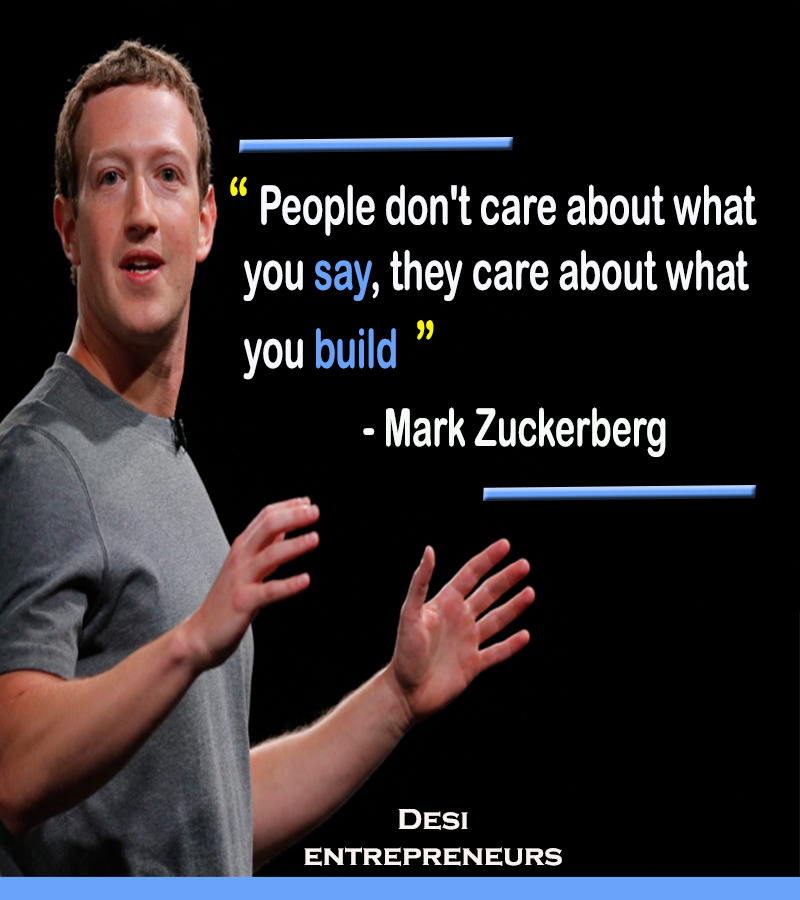 “ People don't care about what
you say, they care about what
you build ”
- Mark Zuckerberg
Desi
entrepreneurs